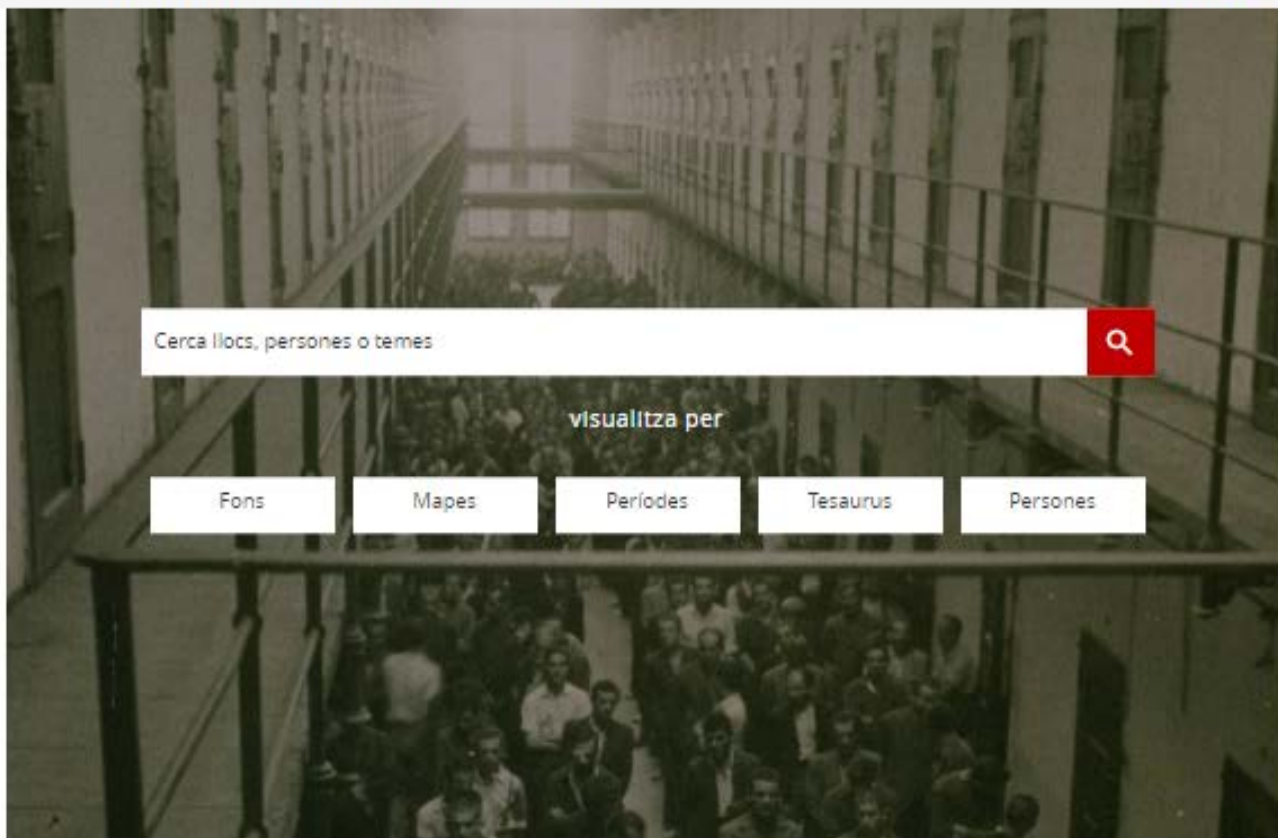 Cerca llocs, persones o temes
visualitza per
Fons
Mapes
Períodes
Tesaurus
Persones